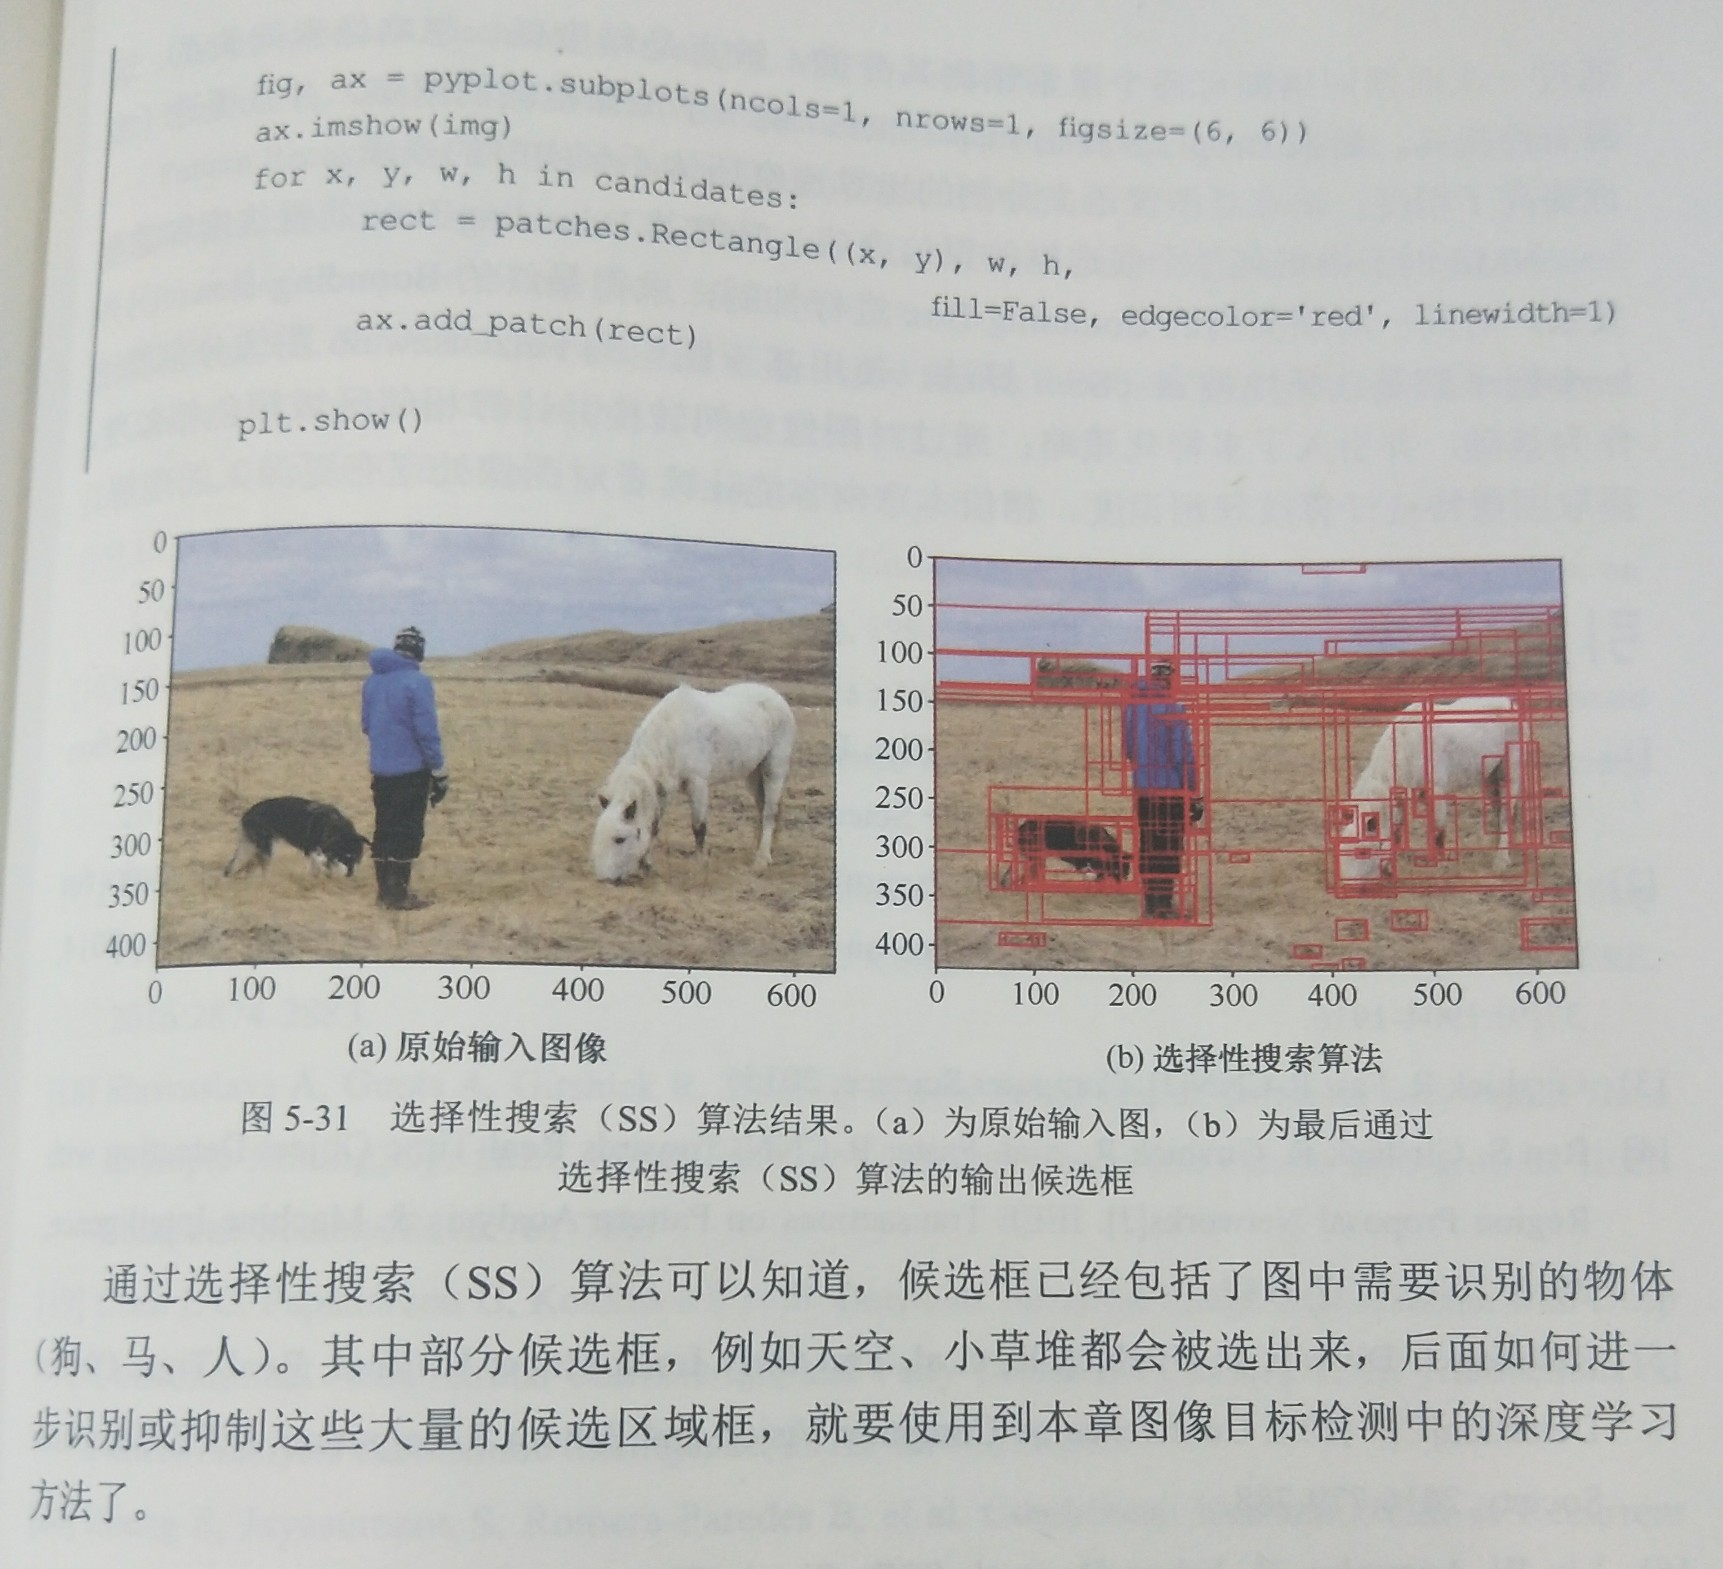 fig, ax = pyplot.subplots(ncols=1, nrows=1, figsize=(6, 6))
ax.imshow(img)
for x, y, w, h in candidates:
rect = patches.Rectangle((x, y), w, h,
fill=False, edgecolor='red', linewidth=1)
ax.add_patch(rect)
plt.show()
0
50
100
150
200
250
300
350
400
0 100 200 300 400 500 600
(a) 原始输入图像
0
50
100
150
200
250
300
350
400
0 100 200 300 400 500 600
(b) 选择性搜索算法
图 5-31 选择性搜索（SS）算法结果。（a）为原始输入图，（b）为最后通过
选择性搜索（SS）算法的输出候选框
通过选择性搜索（SS）算法可以知道，候选框已经包括了图中需要识别的物体
（狗、马、人）。其中部分候选框，例如天空、小草堆都会被选出来，后面如何进一
步识别或抑制这些大量的候选区域框，就要使用到本章图像目标检测中的深度学习
方法了。